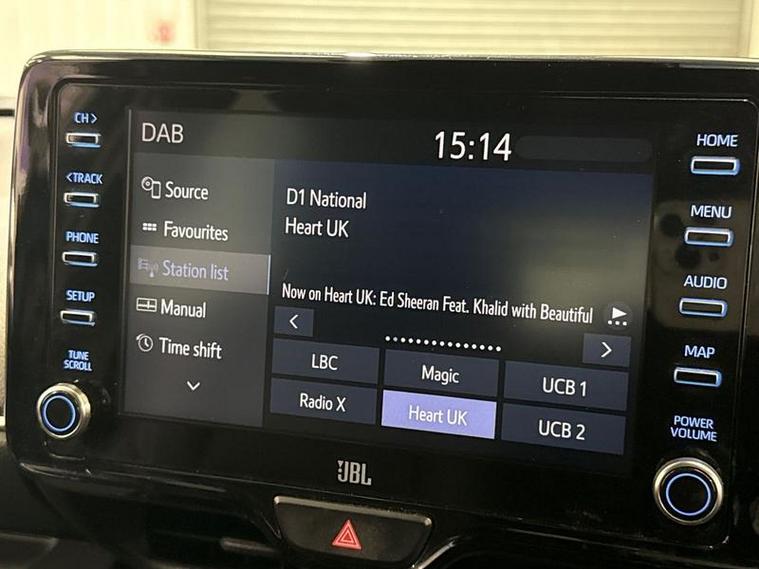 CH >
< TRACK
PHONE
SETUP
TUNE
SCROLL
DAB
15:14
Source
Favourites
Station list
Manual
Time shift
D1 National
Heart UK
Now on Heart UK: Ed Sheeran Feat. Khalid with Beautiful
LBC
Magic
UCB 1
Radio X
Heart UK
UCB 2
HOME
MENU
AUDIO
MAP
POWER
VOLUME
JBL